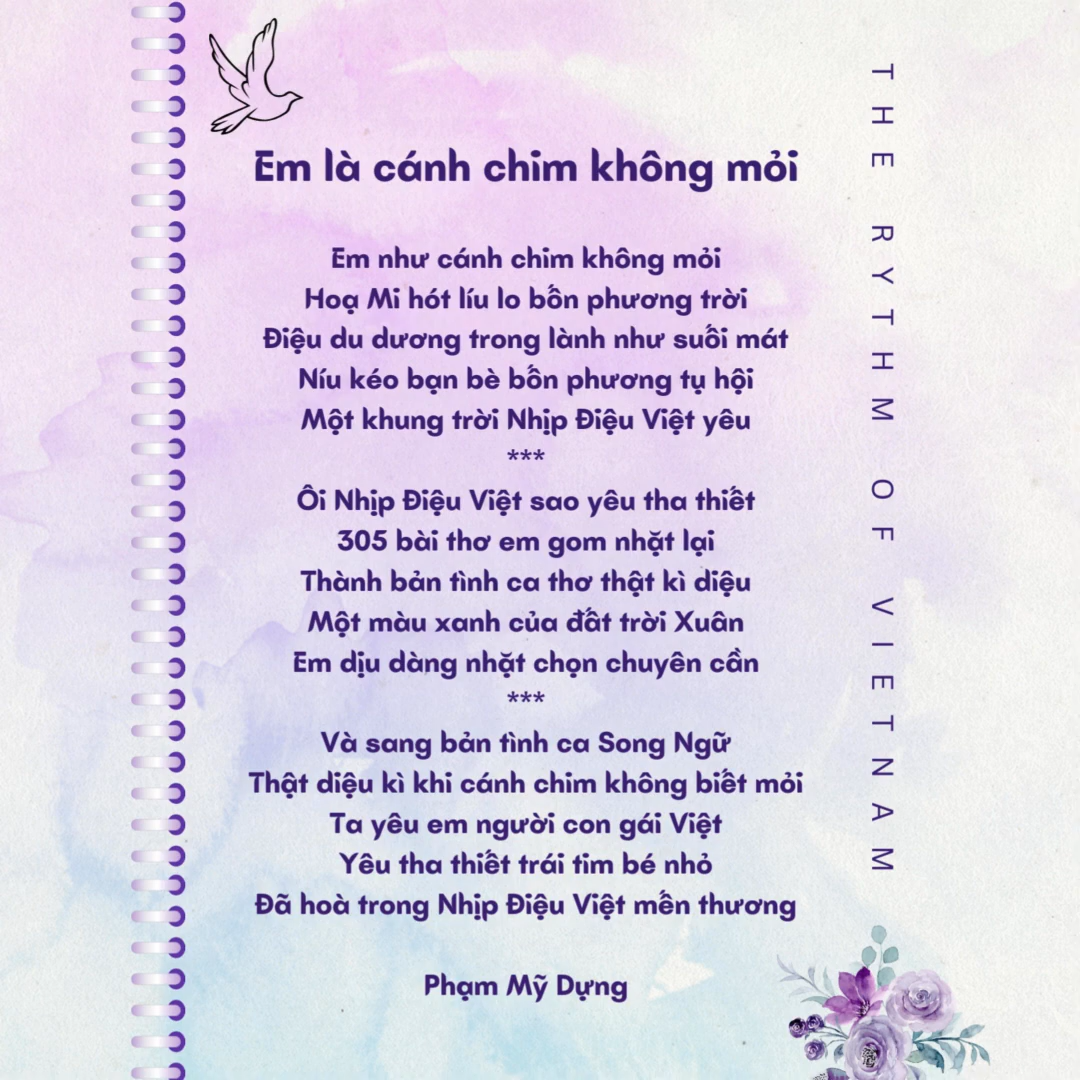 Em là cánh chim không mỏi
Em như cánh chim không mỏi
Hoạ Mi hót líu lo bốn phương trời
Điệu du dương trong lành như suối mát
Níu kéo bạn bè bốn phương tụ hội
Một khung trời Nhịp Điệu Việt yêu
***
Ôi Nhịp Điệu Việt sao yêu tha thiết
305 bài thơ em gom nhặt lại
Thành bản tình ca thơ thật kì diệu
Một màu xanh của đất trời Xuân
Em dịu dàng nhặt chọn chuyên cần
***
Và sang bản tình ca Song Ngữ
Thật diệu kì khi cánh chim không biết mỏi
Ta yêu em người con gái Việt
Yêu tha thiết trái tim bé nhỏ
Đã hoà trong Nhịp Điệu Việt mến thương
Phạm Mỹ Dựng
THE RYTHM OF VIETNAM